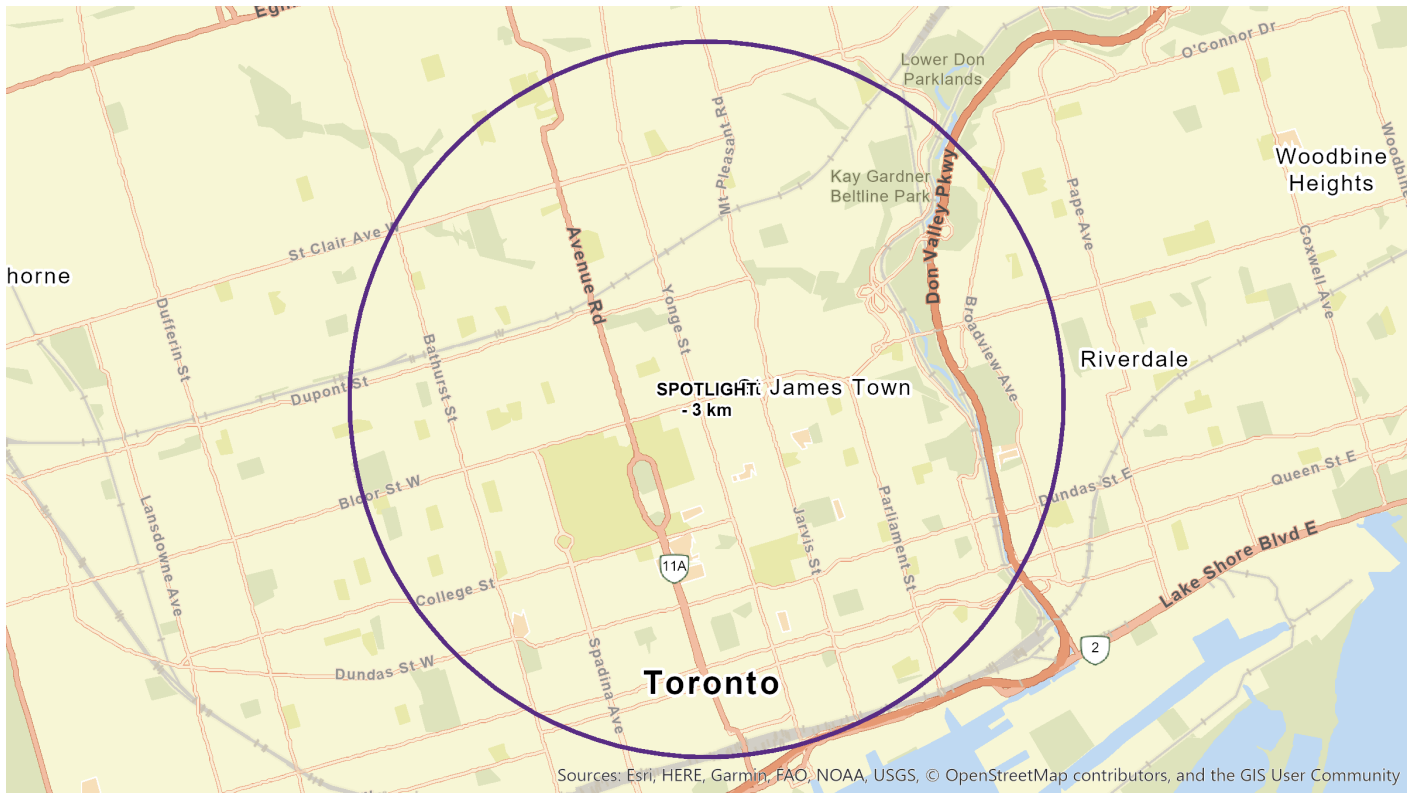 Egli
O'Connor Dr
Lower Don
Parklands
Mt Pleasant Rd
Woodbine
Woodbine
Heights
Kay Gardner
Beltline Park
Don Valley Pkwy
Pape Ave
St Clair Ave W
Avenue Rd
Coxwell Ave
horne
Dufferin St
Yonge St
Broadview Ave
Bathurst St
Riverdale
Dupont St
SPOTLIGHT
- 3 km
St James Town
Bloor St W
Queen St E
Dundas St E
Lansdowne Ave
Jarvis St
Parliament St
Lake Shore Blvd E
11A
College St
2
Dundas St W
Spadina Ave
Toronto
Sources: Esri, HERE, Garmin, FAO, NOAA, USGS, © OpenStreetMap contributors, and the GIS User Community